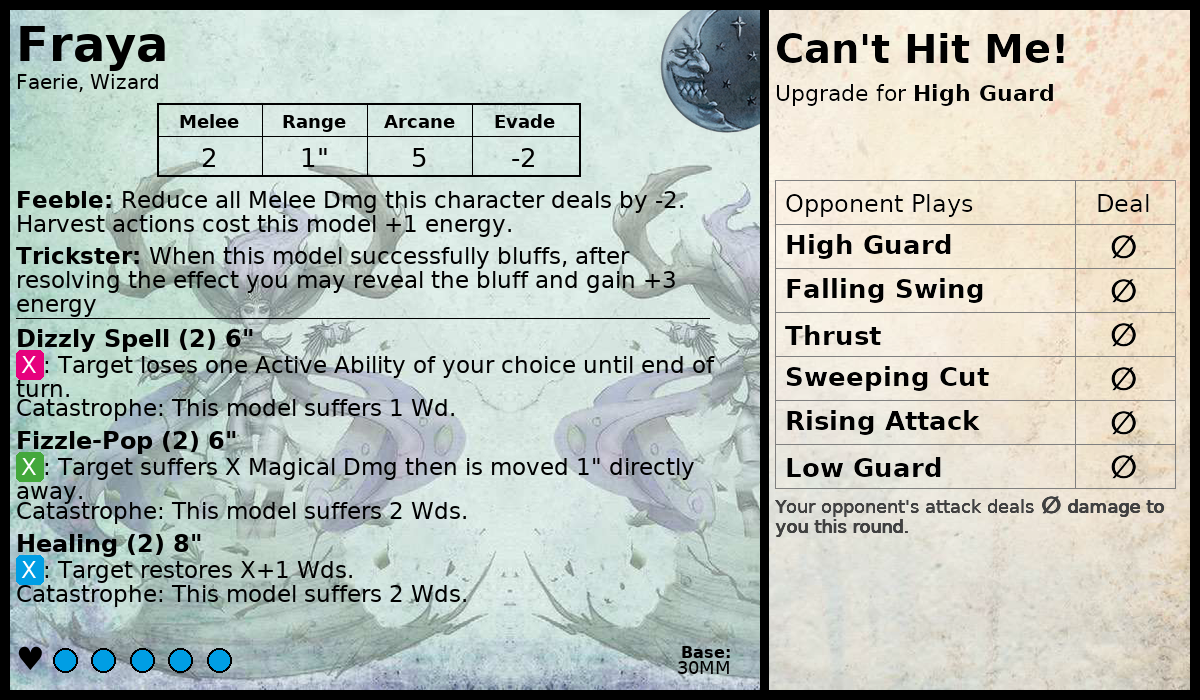 Fraya
Faerie, Wizard
Melee Range Arcane Evade
2 1" 5 -2
Feeble: Reduce all Melee Dmg this character deals by -2.
Harvest actions cost this model +1 energy.
Trickster: When this model successfully bluffs, after
resolving the effect you may reveal the bluff and gain +3
energy
Dizzly Spell (2) 6"
X: Target loses one Active Ability of your choice until end of
turn.
Catastrophe: This model suffers 1 Wd.
Fizzle-Pop (2) 6"
X: Target suffers X Magical Dmg then is moved 1" directly
away.
Catastrophe: This model suffers 2 Wds.
Healing (2) 8"
X: Target restores X+1 Wds.
Catastrophe: This model suffers 2 Wds.
Base:
30MM
Can't Hit Me!
Upgrade for High Guard
Opponent Plays Deal
High Guard ∅
Falling Swing ∅
Thrust ∅
Sweeping Cut ∅
Rising Attack ∅
Low Guard ∅
Your opponent's attack deals ∅ damage to
you this round.